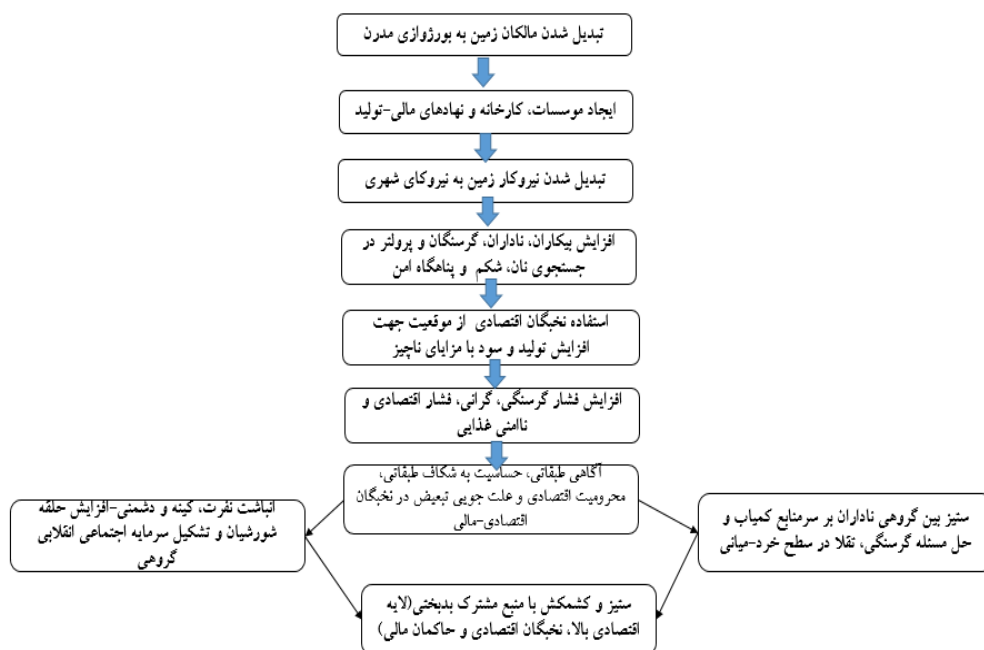 تبدیل شدن مالکان زمین به بورژوازی مدرن
ایجاد موسسات، کارخانه و نهادهای مالی-تولید
تبدیل شدن نیروکار زمین به نیروکای شهری
افزایش بیکاران، ناداران، گرسنگان و پرولتر در
جستجوی نان، شکم و پناهگاه امن
استفاده نخبگان اقتصادی از موقعیت جهت
افزایش تولید و سود با مزایای ناچیز
افزایش فشار گرسنگی، گرانی، فشار اقتصادی و
ناامنی غذایی
آگاهی طبقاتی، حساسیت به شکاف طبقاتی،
محرومیت اقتصادی و علت جویی تبعیض در نخبگان
اقتصادی-مالی
ستیز بین گروهی ناداران بر سرمنابع کمیاب و
حل مسئله گرسنگی، تقلا در سطح خرد-میانی
انباشت نفرت، کینه و دشمنی-افزایش حلقه
شورشیان و تشکیل سرمایه اجتماعی انقلابی
گروهی
ستیز و کشمکش با منبع مشترک بدبختی(لایه
اقتصادی بالا، نخبگان اقتصادی و حاکمان مالی)